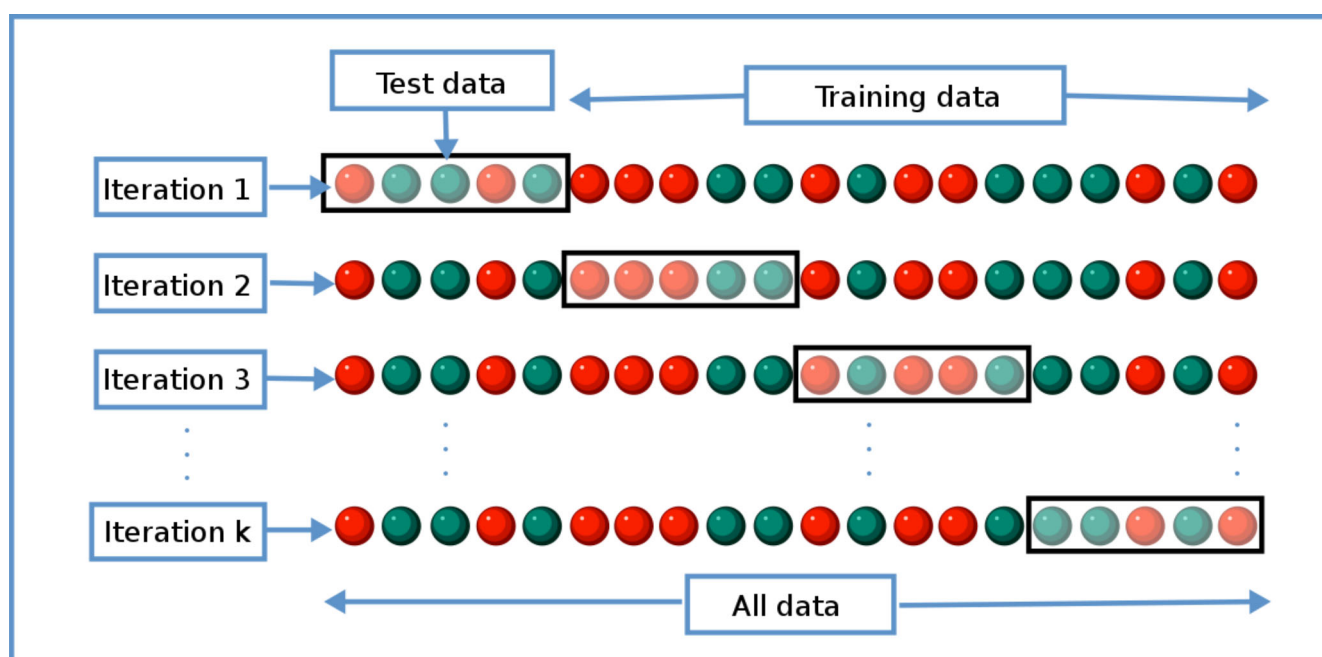 Test data
Training data
Iteration 1
Iteration 2
Iteration 3
Iteration k
All data